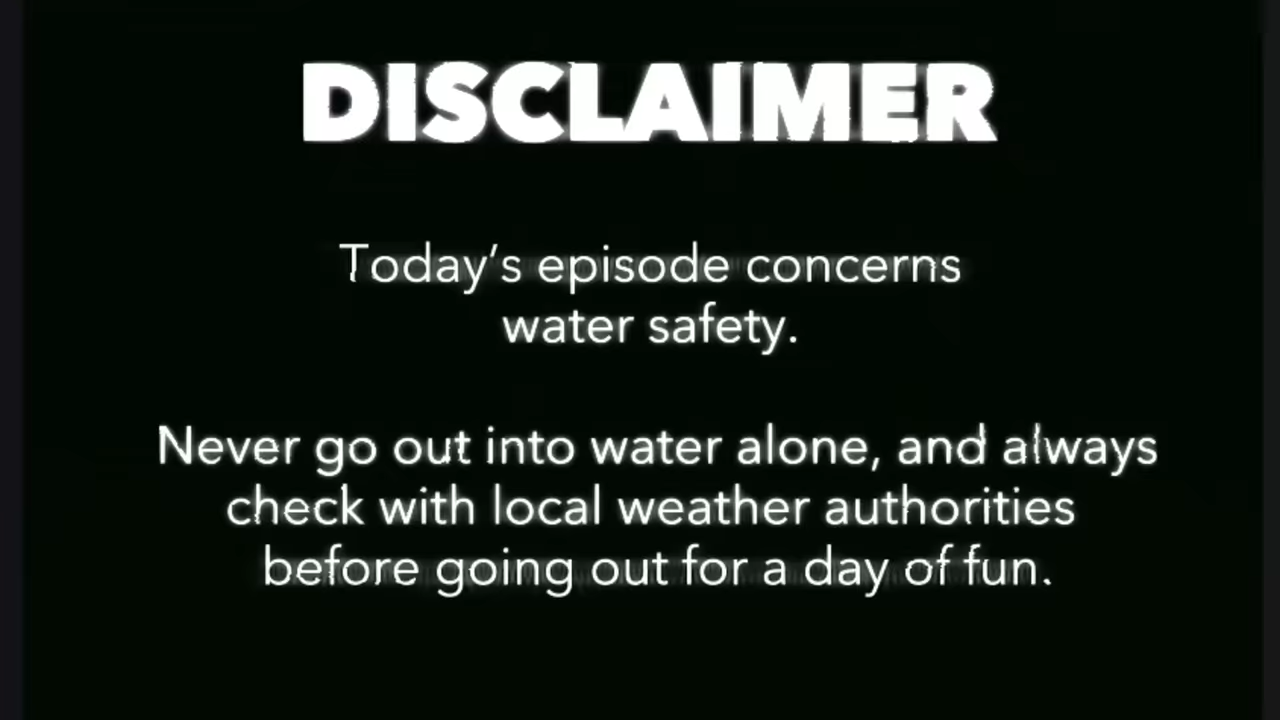 DISCLAIMER
Today's episode concerns
water safety.
Never go out into water alone, and always
check with local weather authorities
before going out for a day of fun.